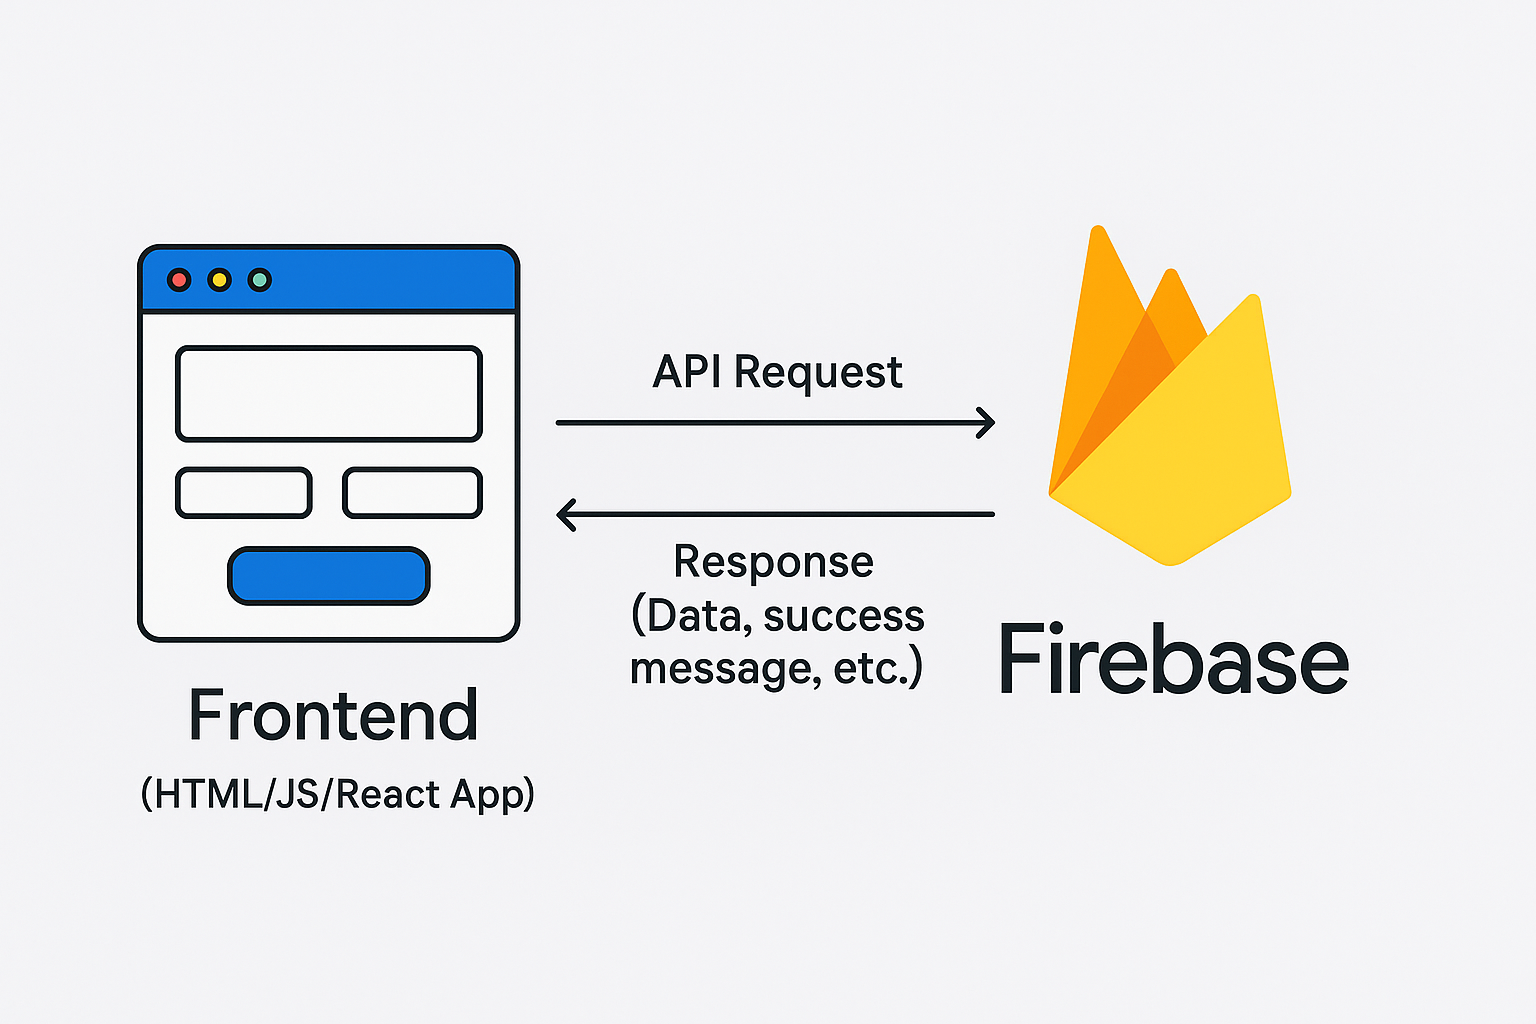 API Request
Response
(Data, success
message, etc.)
Firebase
Frontend
(HTML/JS/React App)